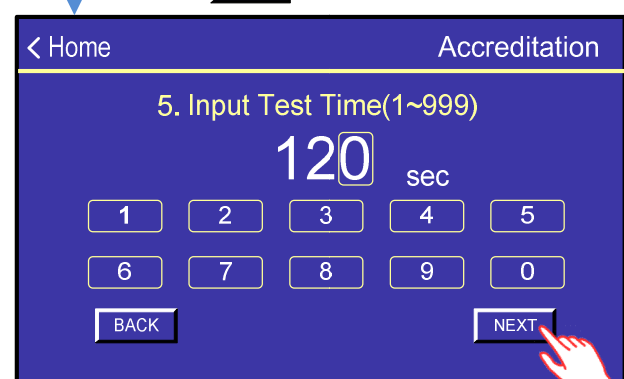 < Home Accreditation
5. Input Test Time(1~999)
120 sec
1 2 3 4 5
6 7 8 9 0
BACK NEXT